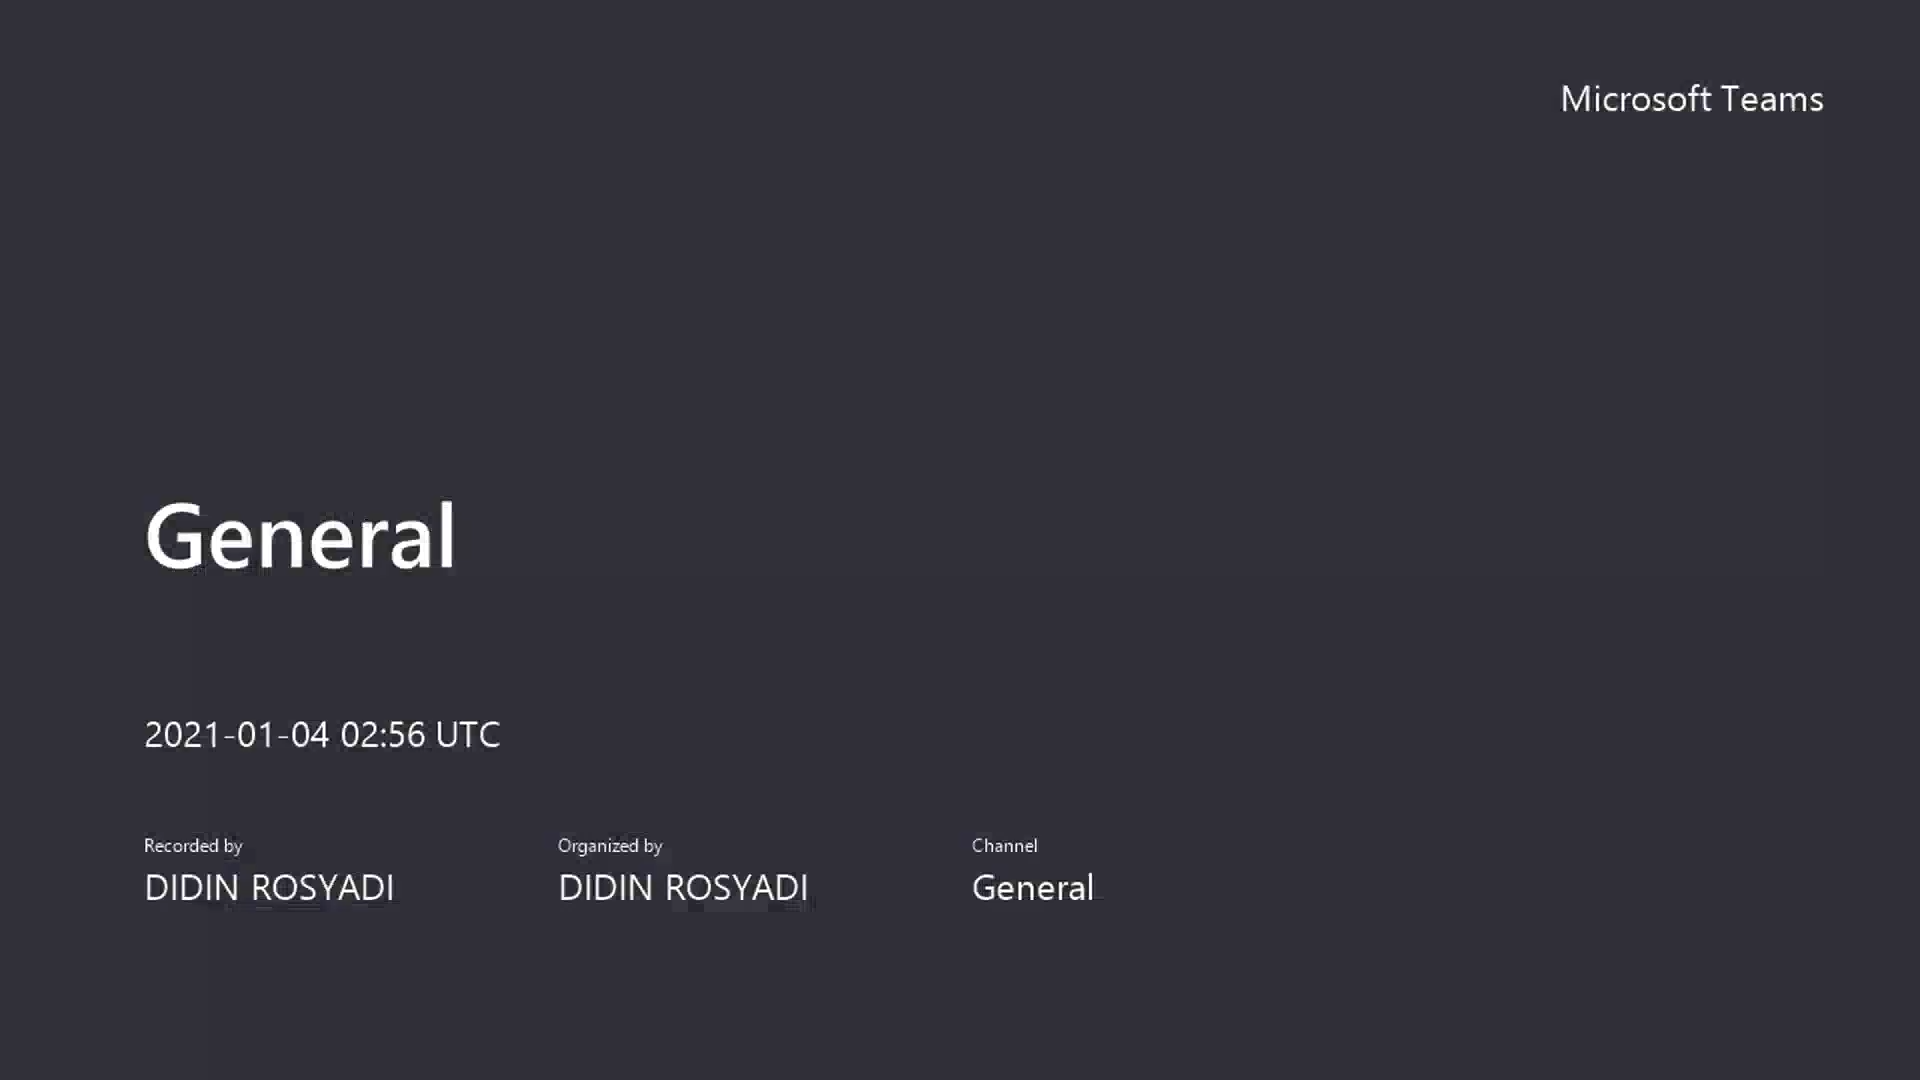 Microsoft Teams
General
2021-01-04 02:56 UTC
Recorded by
DIDIN ROSYADI
Organized by
DIDIN ROSYADI
Channel
General